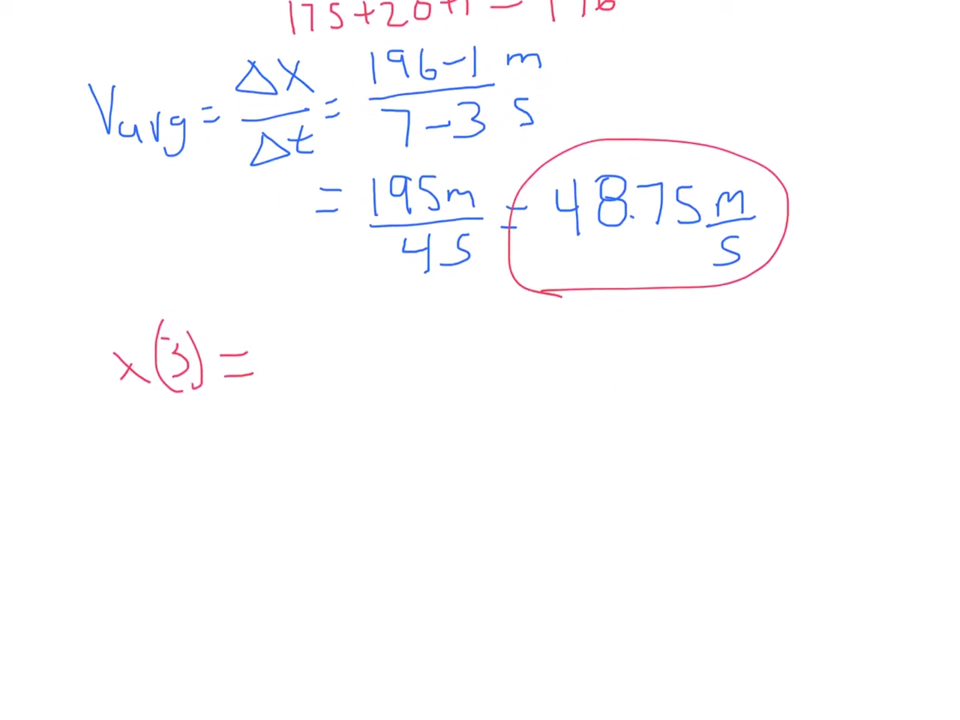 175+20+1 = 196
Vavg = Δx/Δt = 196-1 m / 7-3 s
= 195m/4s = 48.75 m/s
x(3) =